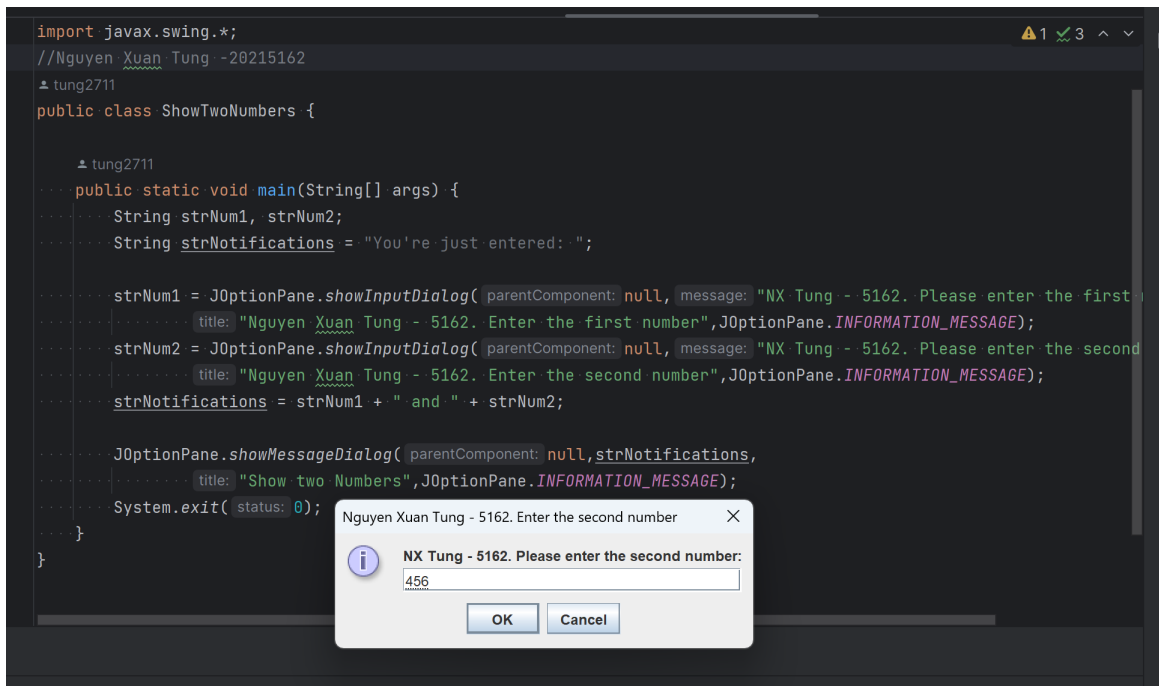 import javax.swing.*;
1 3
//Nguyen Xuan Tung -20215162
tung2711
public class ShowTwoNumbers {
tung2711
public static void main(String[] args) {
String strNum1, strNum2;
String strNotifications = "You're just entered: ";
strNum1 = JOptionPane.showInputDialog( parentComponent: null, message: "NX Tung - 5162. Please enter the first
title: "Nguyen Xuan Tung - 5162. Enter the first number",JOptionPane.INFORMATION_MESSAGE);
strNum2 = JOptionPane.showInputDialog( parentComponent: null, message: "NX Tung - 5162. Please enter the second
title: "Nguyen Xuan Tung - 5162. Enter the second number",JOptionPane.INFORMATION_MESSAGE);
strNotifications = strNum1 + " and " + strNum2;
JOptionPane.showMessageDialog( parentComponent: null,strNotifications,
title: "Show two Numbers",JOptionPane.INFORMATION_MESSAGE);
System.exit( status: 0);
}
}
Nguyen Xuan Tung - 5162. Enter the second number
NX Tung - 5162. Please enter the second number:
456
OK Cancel